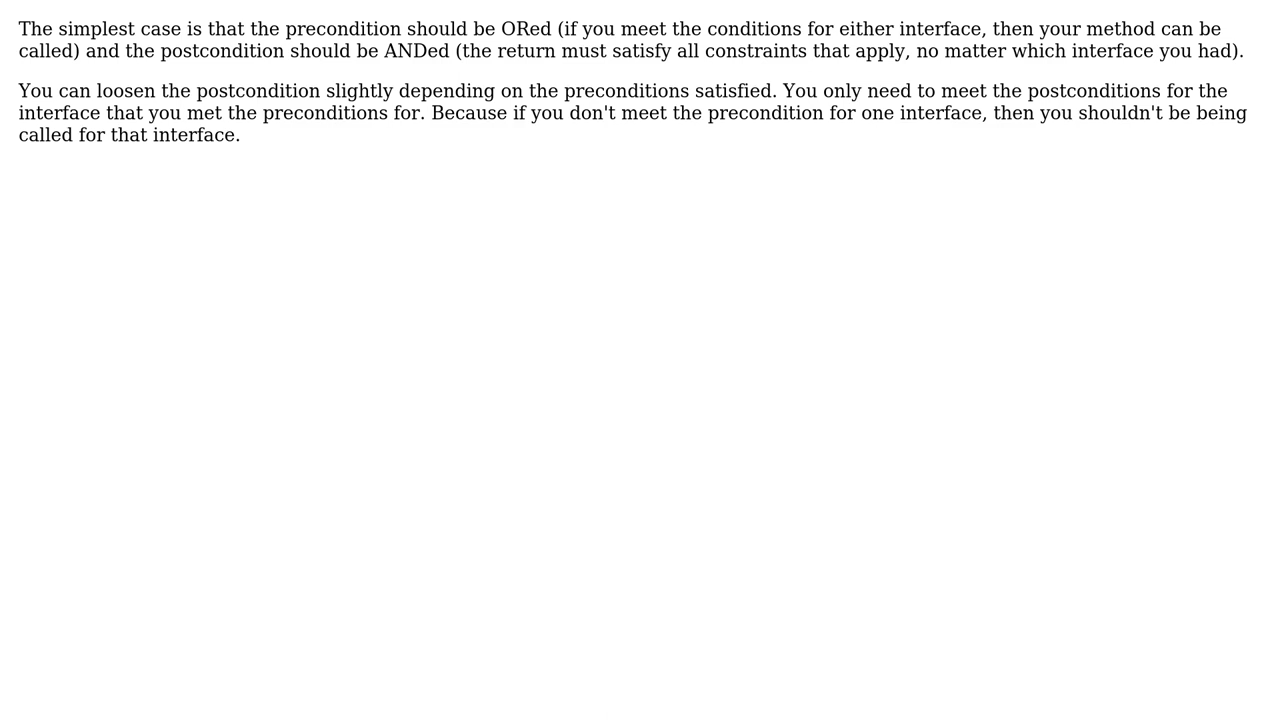 The simplest case is that the precondition should be ORed (if you meet the conditions for either interface, then your method can be
called) and the postcondition should be ANDed (the return must satisfy all constraints that apply, no matter which interface you had).
You can loosen the postcondition slightly depending on the preconditions satisfied. You only need to meet the postconditions for the
interface that you met the preconditions for. Because if you don't meet the precondition for one interface, then you shouldn't be being
called for that interface.